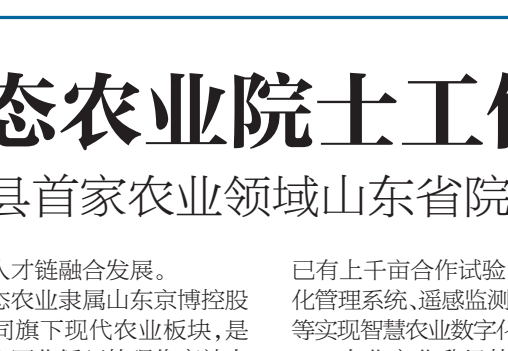 态农业院士工作
县首家农业领域山东省院
人才链融合发展。
态农业隶属山东京博控股
司旗下现代农业板块,是
已有上千亩合作试验
化管理系统、遥感监测
等实现智慧农业数字化